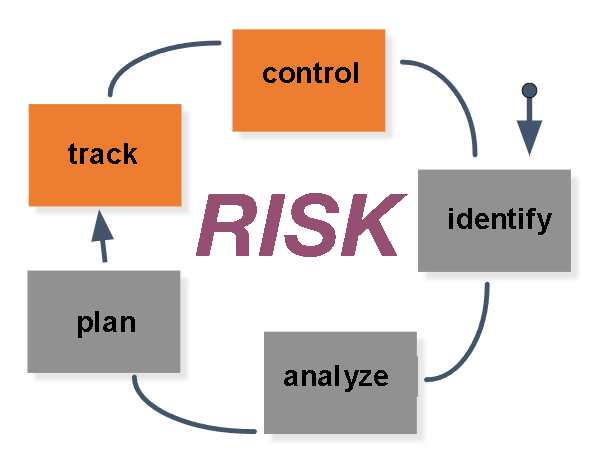 control
track
RISK
identify
plan
analyze